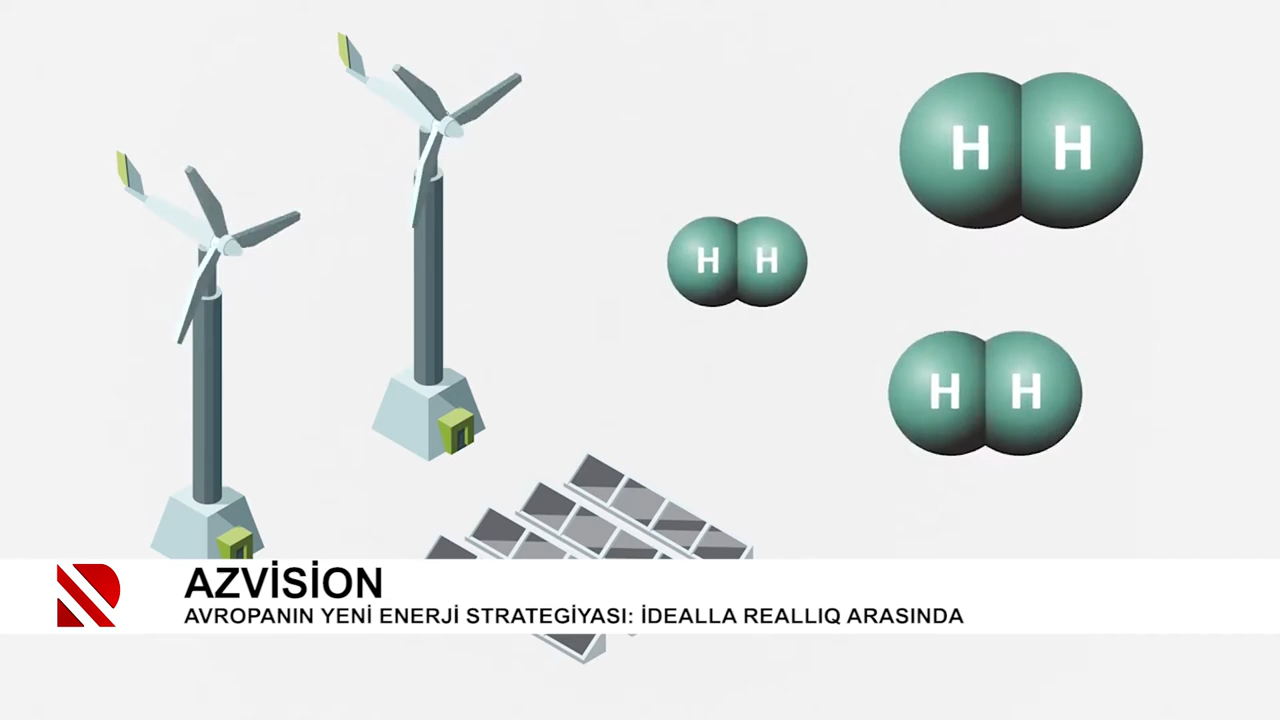 H H
H H
H H
AZVİSİON
AVROPANIN YENİ ENERJİ STRATEGİYASI: İDEALLA REALLIQ ARASINDA